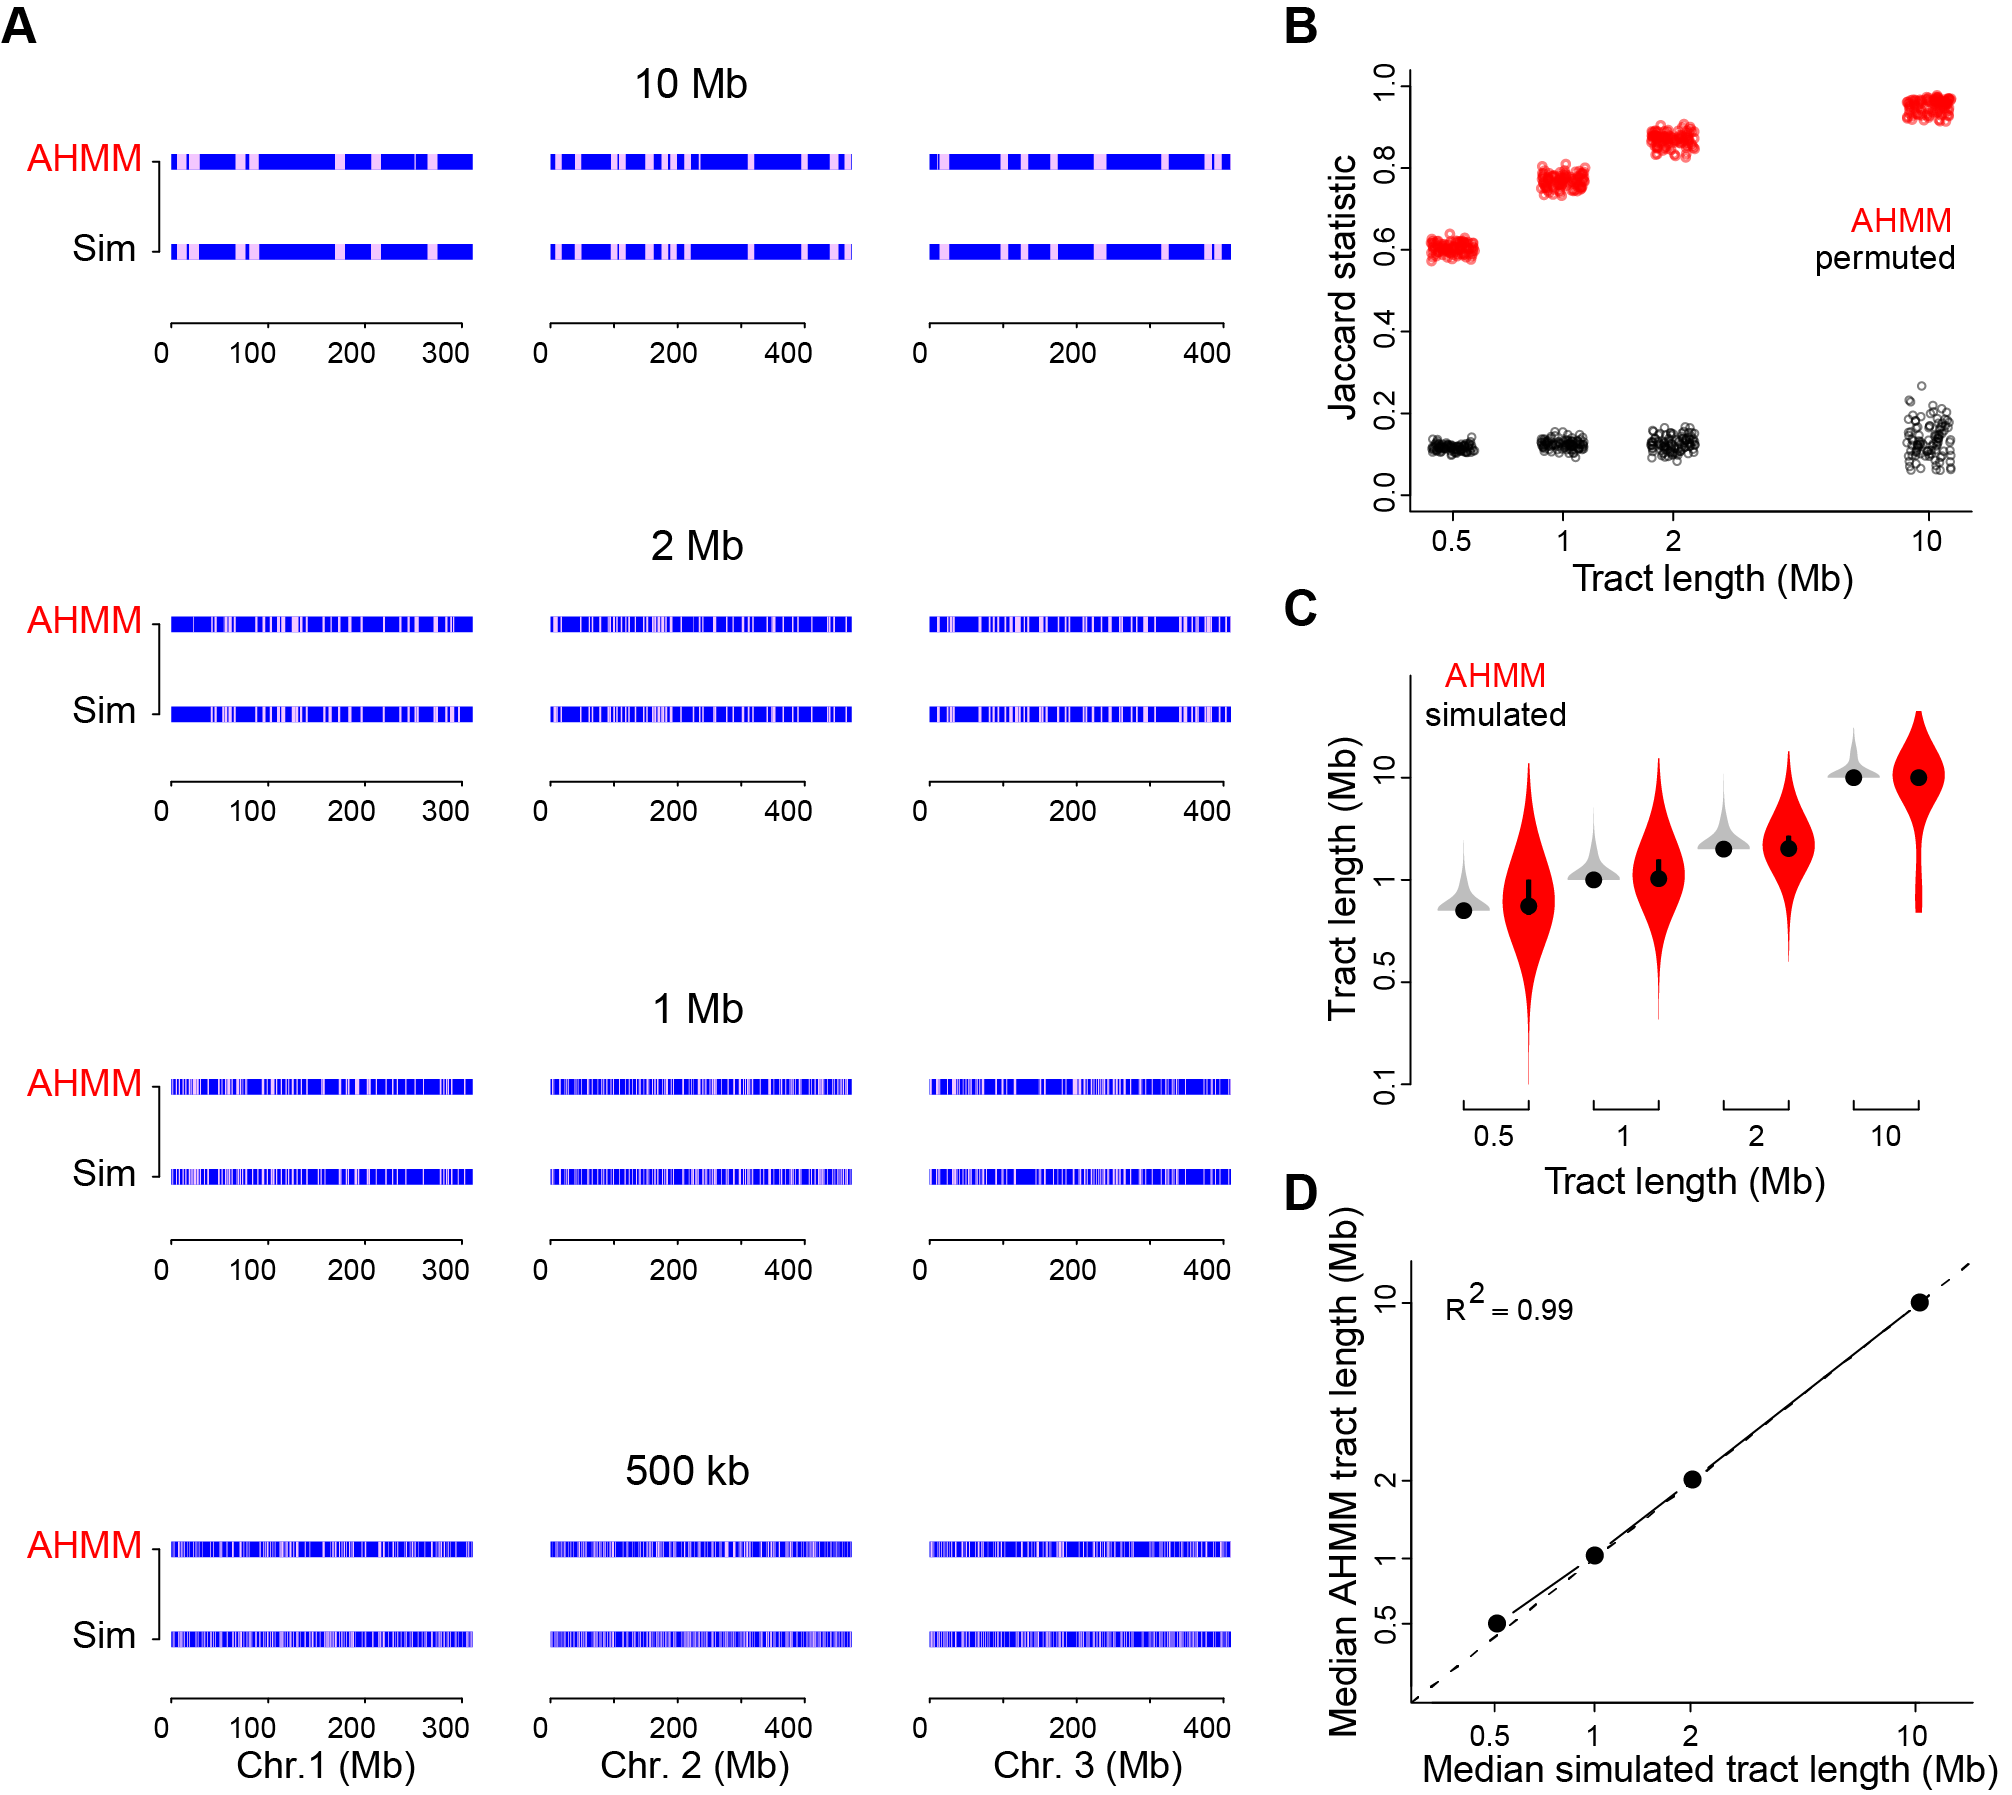 A
10 Mb
AHMM
Sim
0 100 200 300
0 200 400
0 200 400
2 Mb
AHMM
Sim
0 100 200 300
0 200 400
0 200 400
1 Mb
AHMM
Sim
0 100 200 300
0 200 400
0 200 400
500 kb
AHMM
Sim
0 100 200 300
0 200 400
0 200 400
Chr.1 (Mb)
Chr. 2 (Mb)
Chr. 3 (Mb)
B
Jaccard statistic
1.0
0.8
0.6
0.4
0.2
0.0
AHMM
permuted
0.5 1 2 10
Tract length (Mb)
C
Tract length (Mb)
10
1
0.5
0.1
AHMM
simulated
0.5 1 2 10
Tract length (Mb)
D
Median AHMM tract length (Mb)
10
2
1
0.5
R2 = 0.99
0.5 1 2 10
Median simulated tract length (Mb)